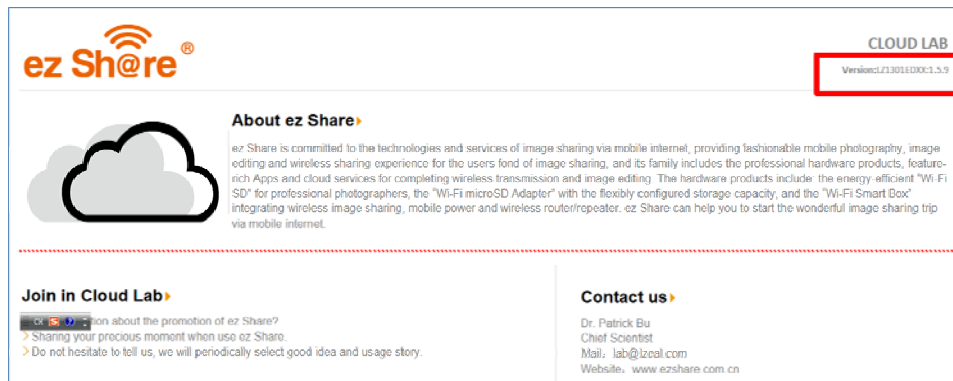 ez Sh@re®
CLOUD LAB
Version:LZ1301EDXX:1.5.9
About ez Share
ez Share is committed to the technologies and services of image sharing via mobile internet, providing fashionable mobile photography, image
editing and wireless sharing experience for the users fond of image sharing, and its family includes the professional hardware products, feature-
rich Apps and cloud services for completing wireless transmission and image editing. The hardware products include: the energy-efficient "Wi-Fi
SD" for professional photographers, the "Wi-Fi microSD Adapter" with the flexibly configured storage capacity, and the "Wi-Fi Smart Box"
integrating wireless image sharing, mobile power and wireless router/repeater. ez Share can help you to start the wonderful image sharing trip
via mobile internet.
Join in Cloud Lab
about the promotion of ez Share?
> Sharing your precious moment when use ez Share.
> Do not hesitate to tell us, we will periodically select good idea and usage story.
Contact us
Dr. Patrick Bu
Chief Scientist
Mail: lab@lzeal.com
Website: www.ezshare.com.cn